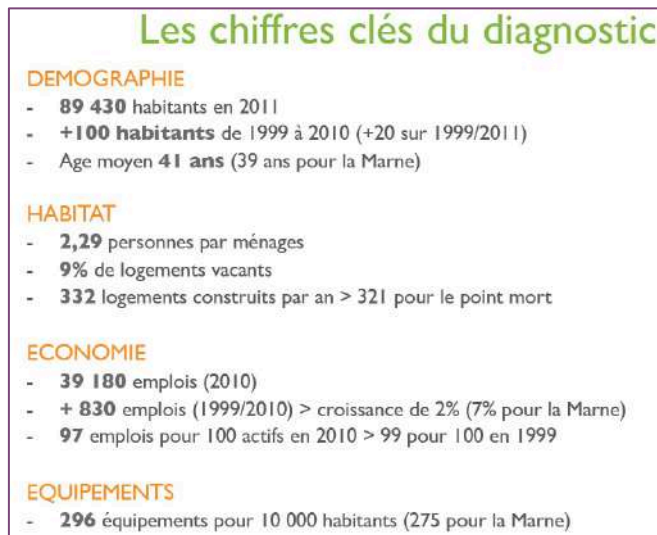 Les chiffres clés du diagnostic
DEMOGRAPHIE
- 89 430 habitants en 2011
- +100 habitants de 1999 à 2010 (+20 sur 1999/2011)
- Age moyen 41 ans (39 ans pour la Marne)
HABITAT
- 2,29 personnes par ménages
- 9% de logements vacants
- 332 logements construits par an > 321 pour le point mort
ECONOMIE
- 39 180 emplois (2010)
- + 830 emplois (1999/2010) > croissance de 2% (7% pour la Marne)
- 97 emplois pour 100 actifs en 2010 > 99 pour 100 en 1999
EQUIPEMENTS
- 296 équipements pour 10 000 habitants (275 pour la Marne)